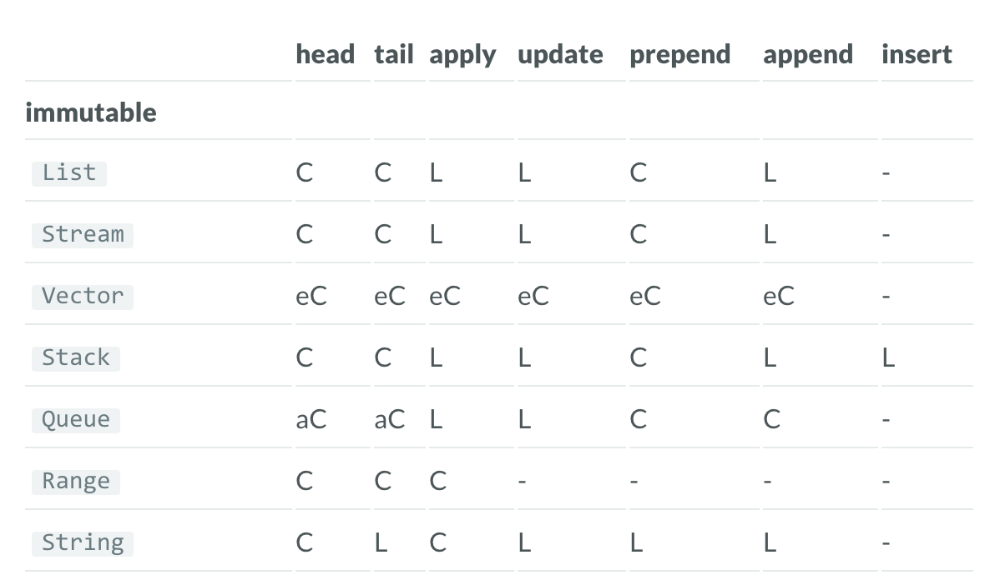 head tail apply update prepend append insert
immutable
List C C L L C L -
Stream C C L L C L -
Vector eC eC eC eC eC eC -
Stack C C L L C L L
Queue aC aC L L C C -
Range C C C - - - -
String C L C L L L -